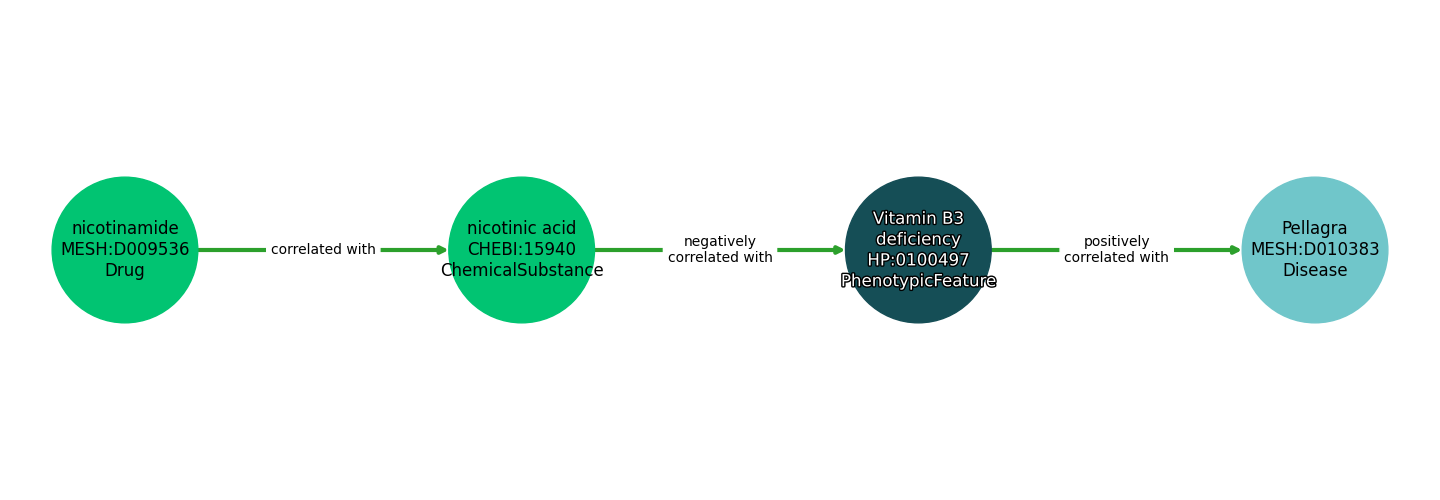 nicotinamide
MESH:D009536
Drug
correlated with
nicotinic acid
CHEBI:15940
ChemicalSubstance
negatively
correlated with
Vitamin B3
deficiency
HP:0100497
PhenotypicFeature
positively
correlated with
Pellagra
MESH:D010383
Disease